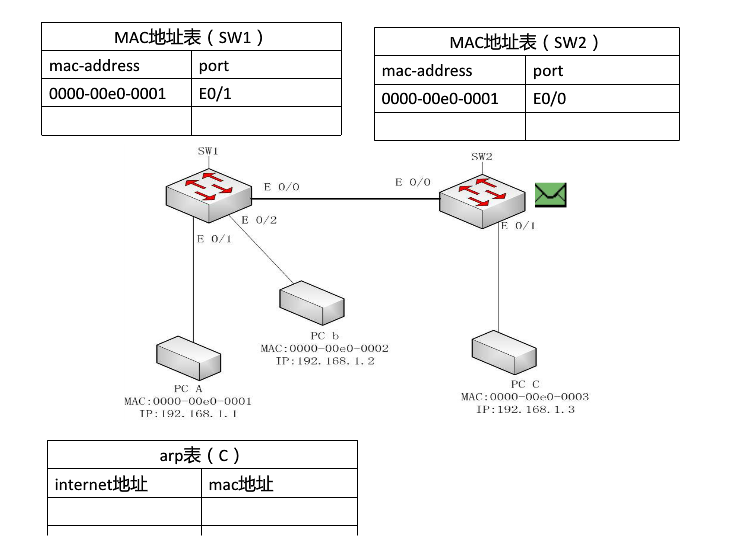 MAC地址表（SW1）
mac-address port
0000-00e0-0001 E0/1
MAC地址表（SW2）
mac-address port
0000-00e0-0001 E0/0
SW1
SW2
E 0/0
E 0/0
E 0/2
E 0/1
E 0/1
PC b
MAC:0000-00e0-0002
IP:192.168.1.2
PC A
MAC:0000-00e0-0001
IP:192.168.1.1
PC C
MAC:0000-00e0-0003
IP:192.168.1.3
arp表（C）
internet地址 mac地址